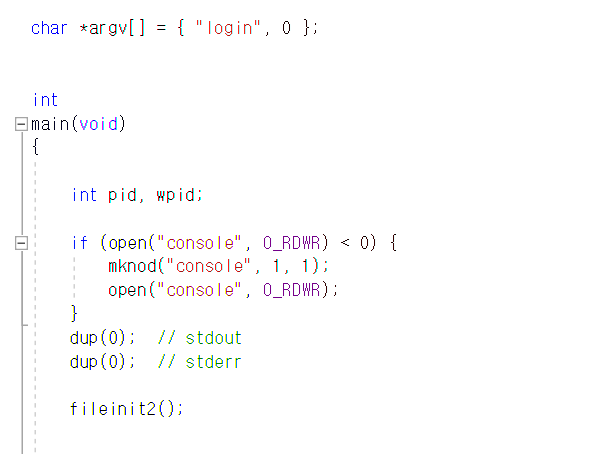 char *argv[] = { "login", 0 };
int
main(void)
{
int pid, wpid;
if (open("console", O_RDWR) < 0) {
mknod("console", 1, 1);
open("console", O_RDWR);
}
dup(0);  // stdout
dup(0);  // stderr
fileinit2();